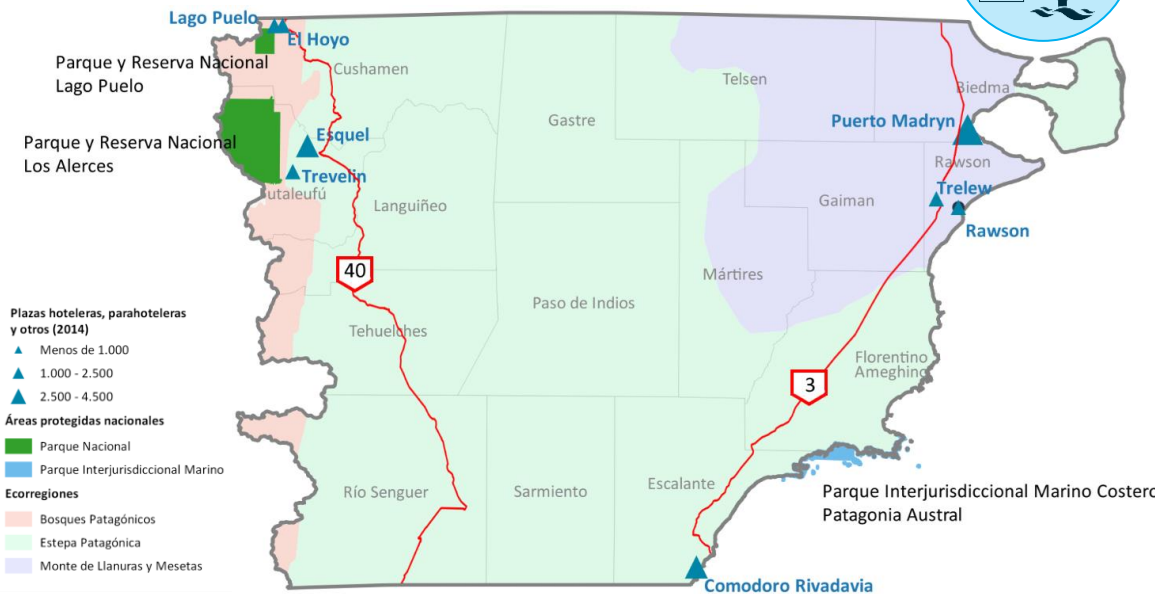 Lago Puelo
El Hoyo
Parque y Reserva Nacional
Lago Puelo
Cushamen
Telsen
Biedma
Gastre
Puerto Madryn
Esquel
Parque y Reserva Nacional
Los Alerces
Rawson
Trevelin
utaleufú
Languiñeo
Gaiman
Trelew
Rawson
40
Mártires
Paso de Indios
Tehuelches
Florentino
Ameghino
3
Plazas hoteleras, parahoteleras
y otros (2014)
Menos de 1.000
1.000 - 2.500
2.500 - 4.500
Áreas protegidas nacionales
Parque Nacional
Parque Interjurisdiccional Marino
Ecorregiones
Bosques Patagónicos
Estepa Patagónica
Monte de Llanuras y Mesetas
Río Senguer
Sarmiento
Escalante
Parque Interjurisdiccional Marino Costero
Patagonia Austral
Comodoro Rivadavia